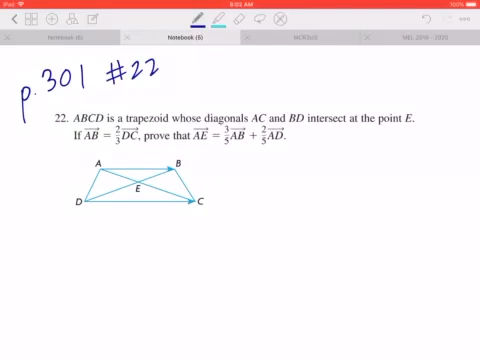 iPad
8:02 AM
100%
Notebook (6)
Notebook (5)
MCR3U3
MEL 2019 - 1920
p. 301 #22
22. ABCD is a trapezoid whose diagonals AC and BD intersect at the point E.
If AB = 2/3 DC, prove that AE = 3/5 AB + 2/5 AD.
A B
E
D C